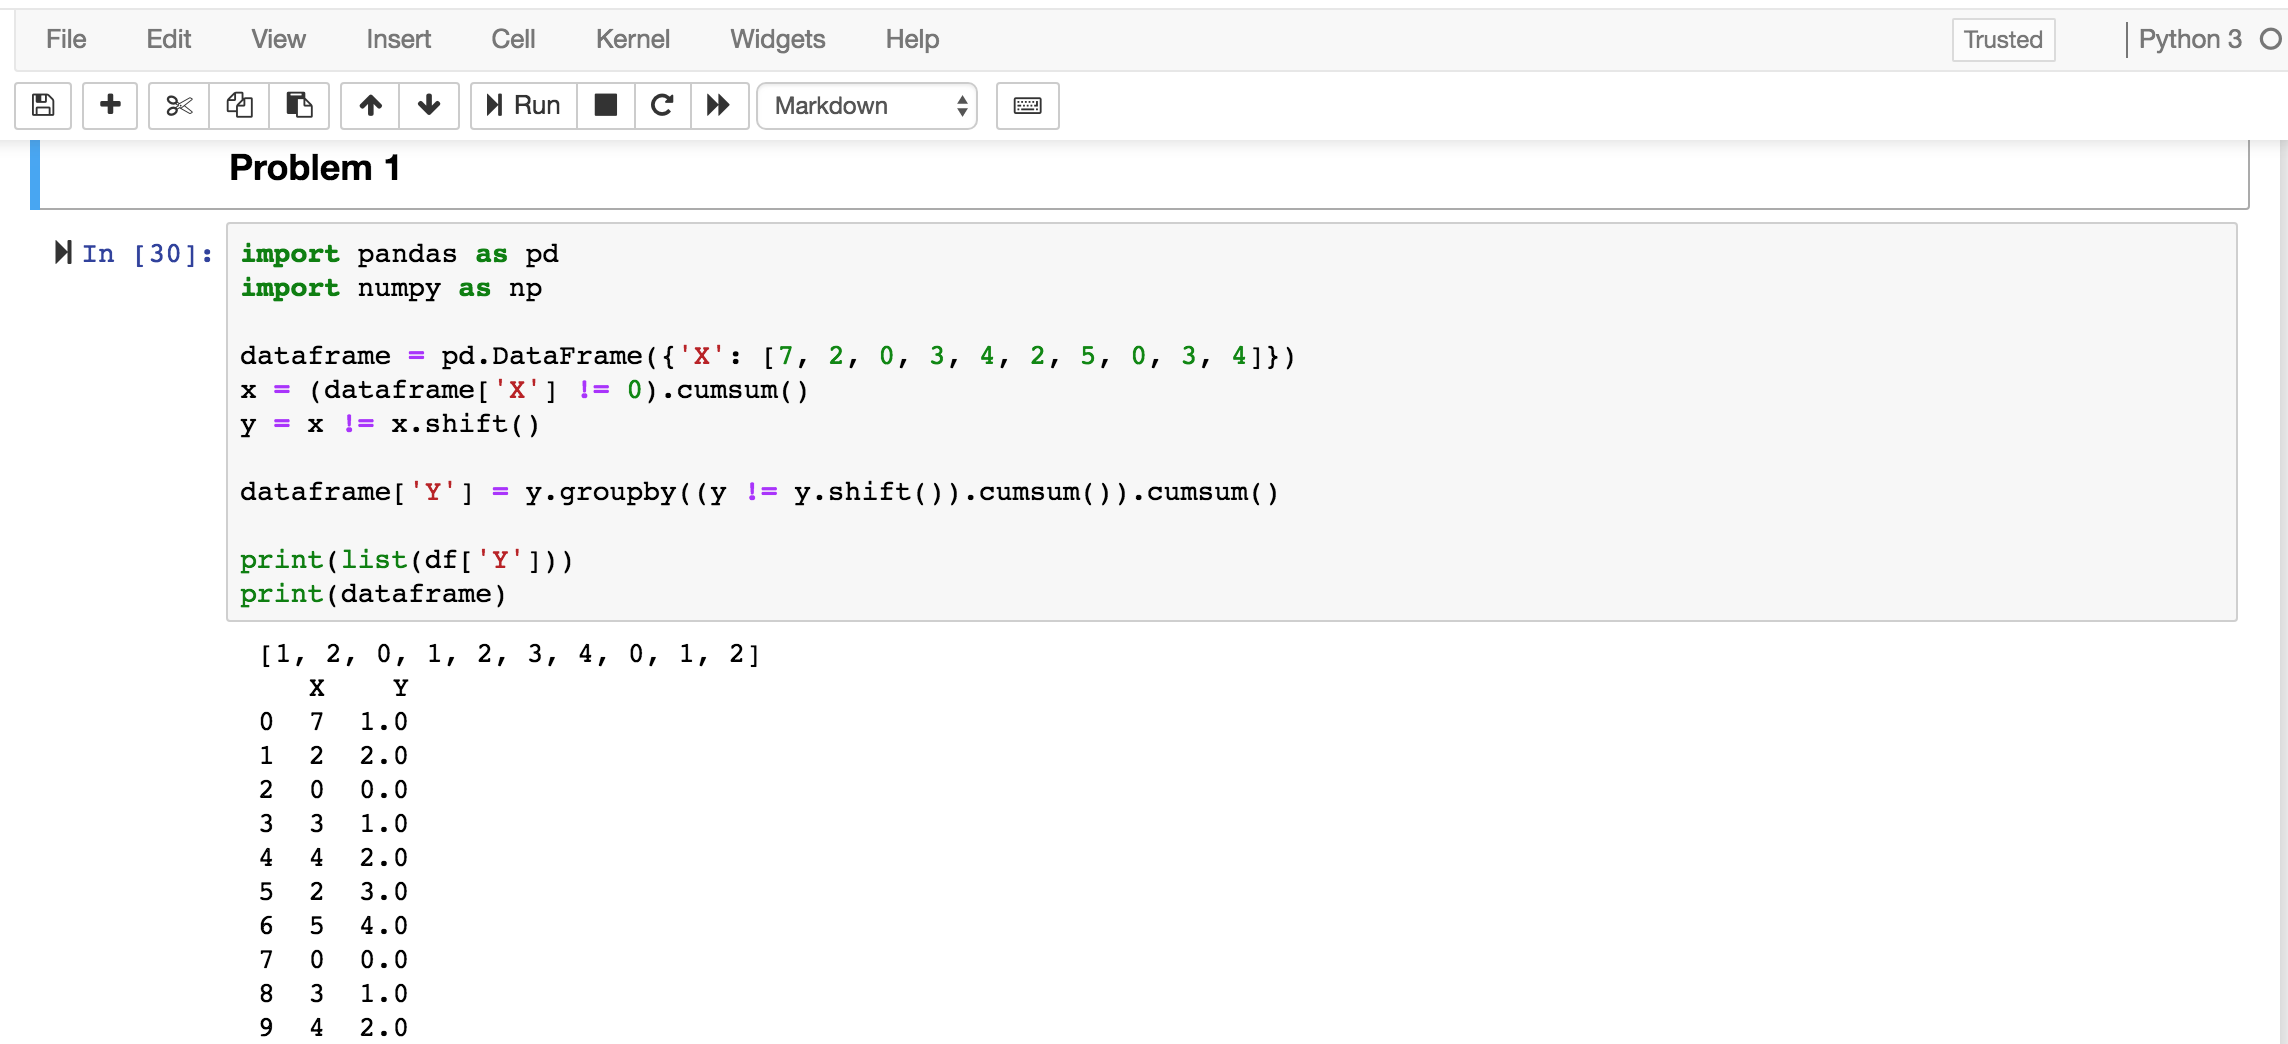 File Edit View Insert Cell Kernel Widgets Help Trusted Python 3
Run Markdown
Problem 1
In [30]:
import pandas as pd
import numpy as np
dataframe = pd.DataFrame({'X': [7, 2, 0, 3, 4, 2, 5, 0, 3, 4]})
x = (dataframe['X'] != 0).cumsum()
y = x != x.shift()
dataframe['Y'] = y.groupby((y != y.shift()).cumsum()).cumsum()
print(list(df['Y']))
print(dataframe)
[1, 2, 0, 1, 2, 3, 4, 0, 1, 2]
X Y
0 7 1.0
1 2 2.0
2 0 0.0
3 3 1.0
4 4 2.0
5 2 3.0
6 5 4.0
7 0 0.0
8 3 1.0
9 4 2.0